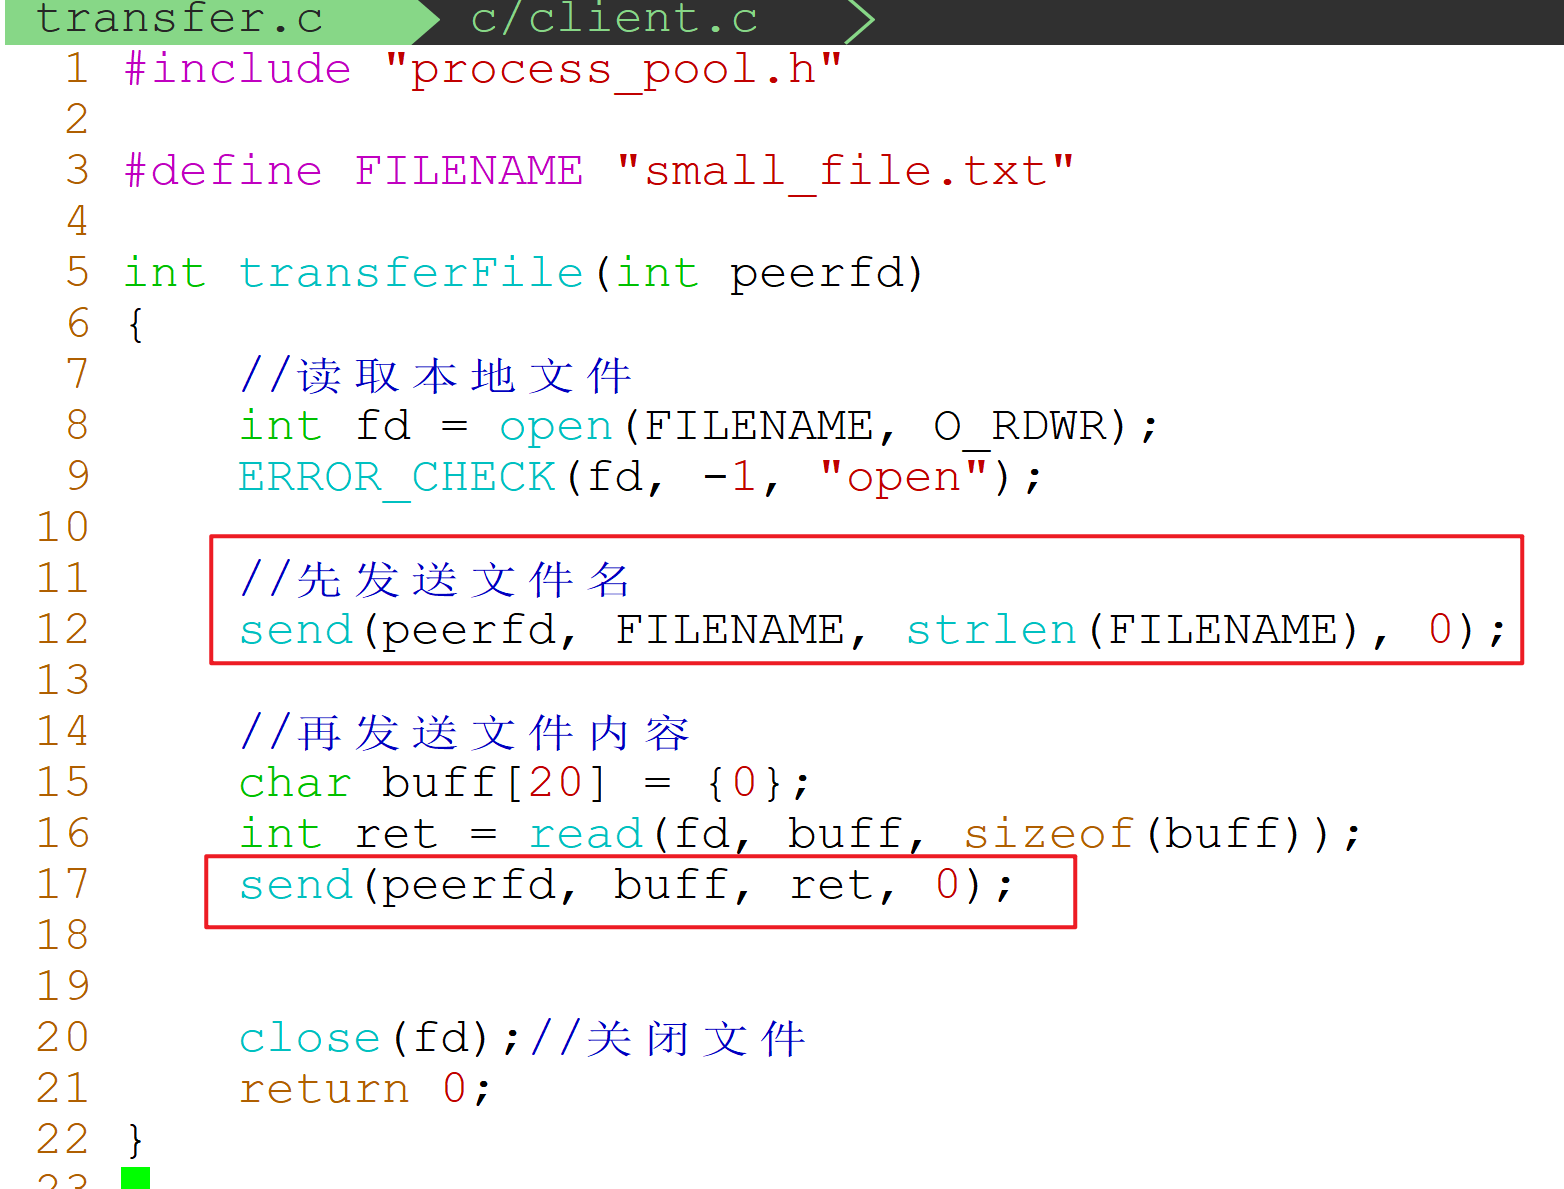 transfer.c c/client.c
1 #include "process_pool.h"
2
3 #define FILENAME "small_file.txt"
4
5 int transferFile(int peerfd)
6 {
7     //读取本地文件
8     int fd = open(FILENAME, O_RDWR);
9     ERROR_CHECK(fd, -1, "open");
10
11     //先发送文件名
12     send(peerfd, FILENAME, strlen(FILENAME), 0);
13
14     //再发送文件内容
15     char buff[20] = {0};
16     int ret = read(fd, buff, sizeof(buff));
17     send(peerfd, buff, ret, 0);
18
19
20     close(fd);//关闭文件
21     return 0;
22 }
23